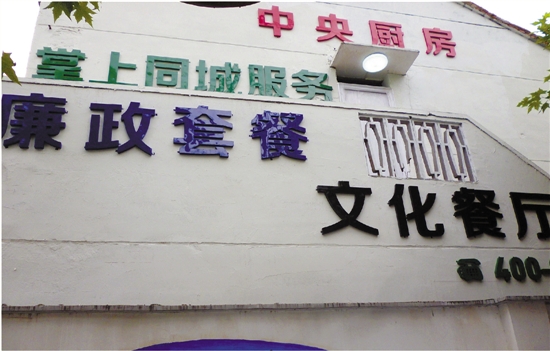 中央厨房
掌上同城服务
廉政套餐
文化餐厅
400-